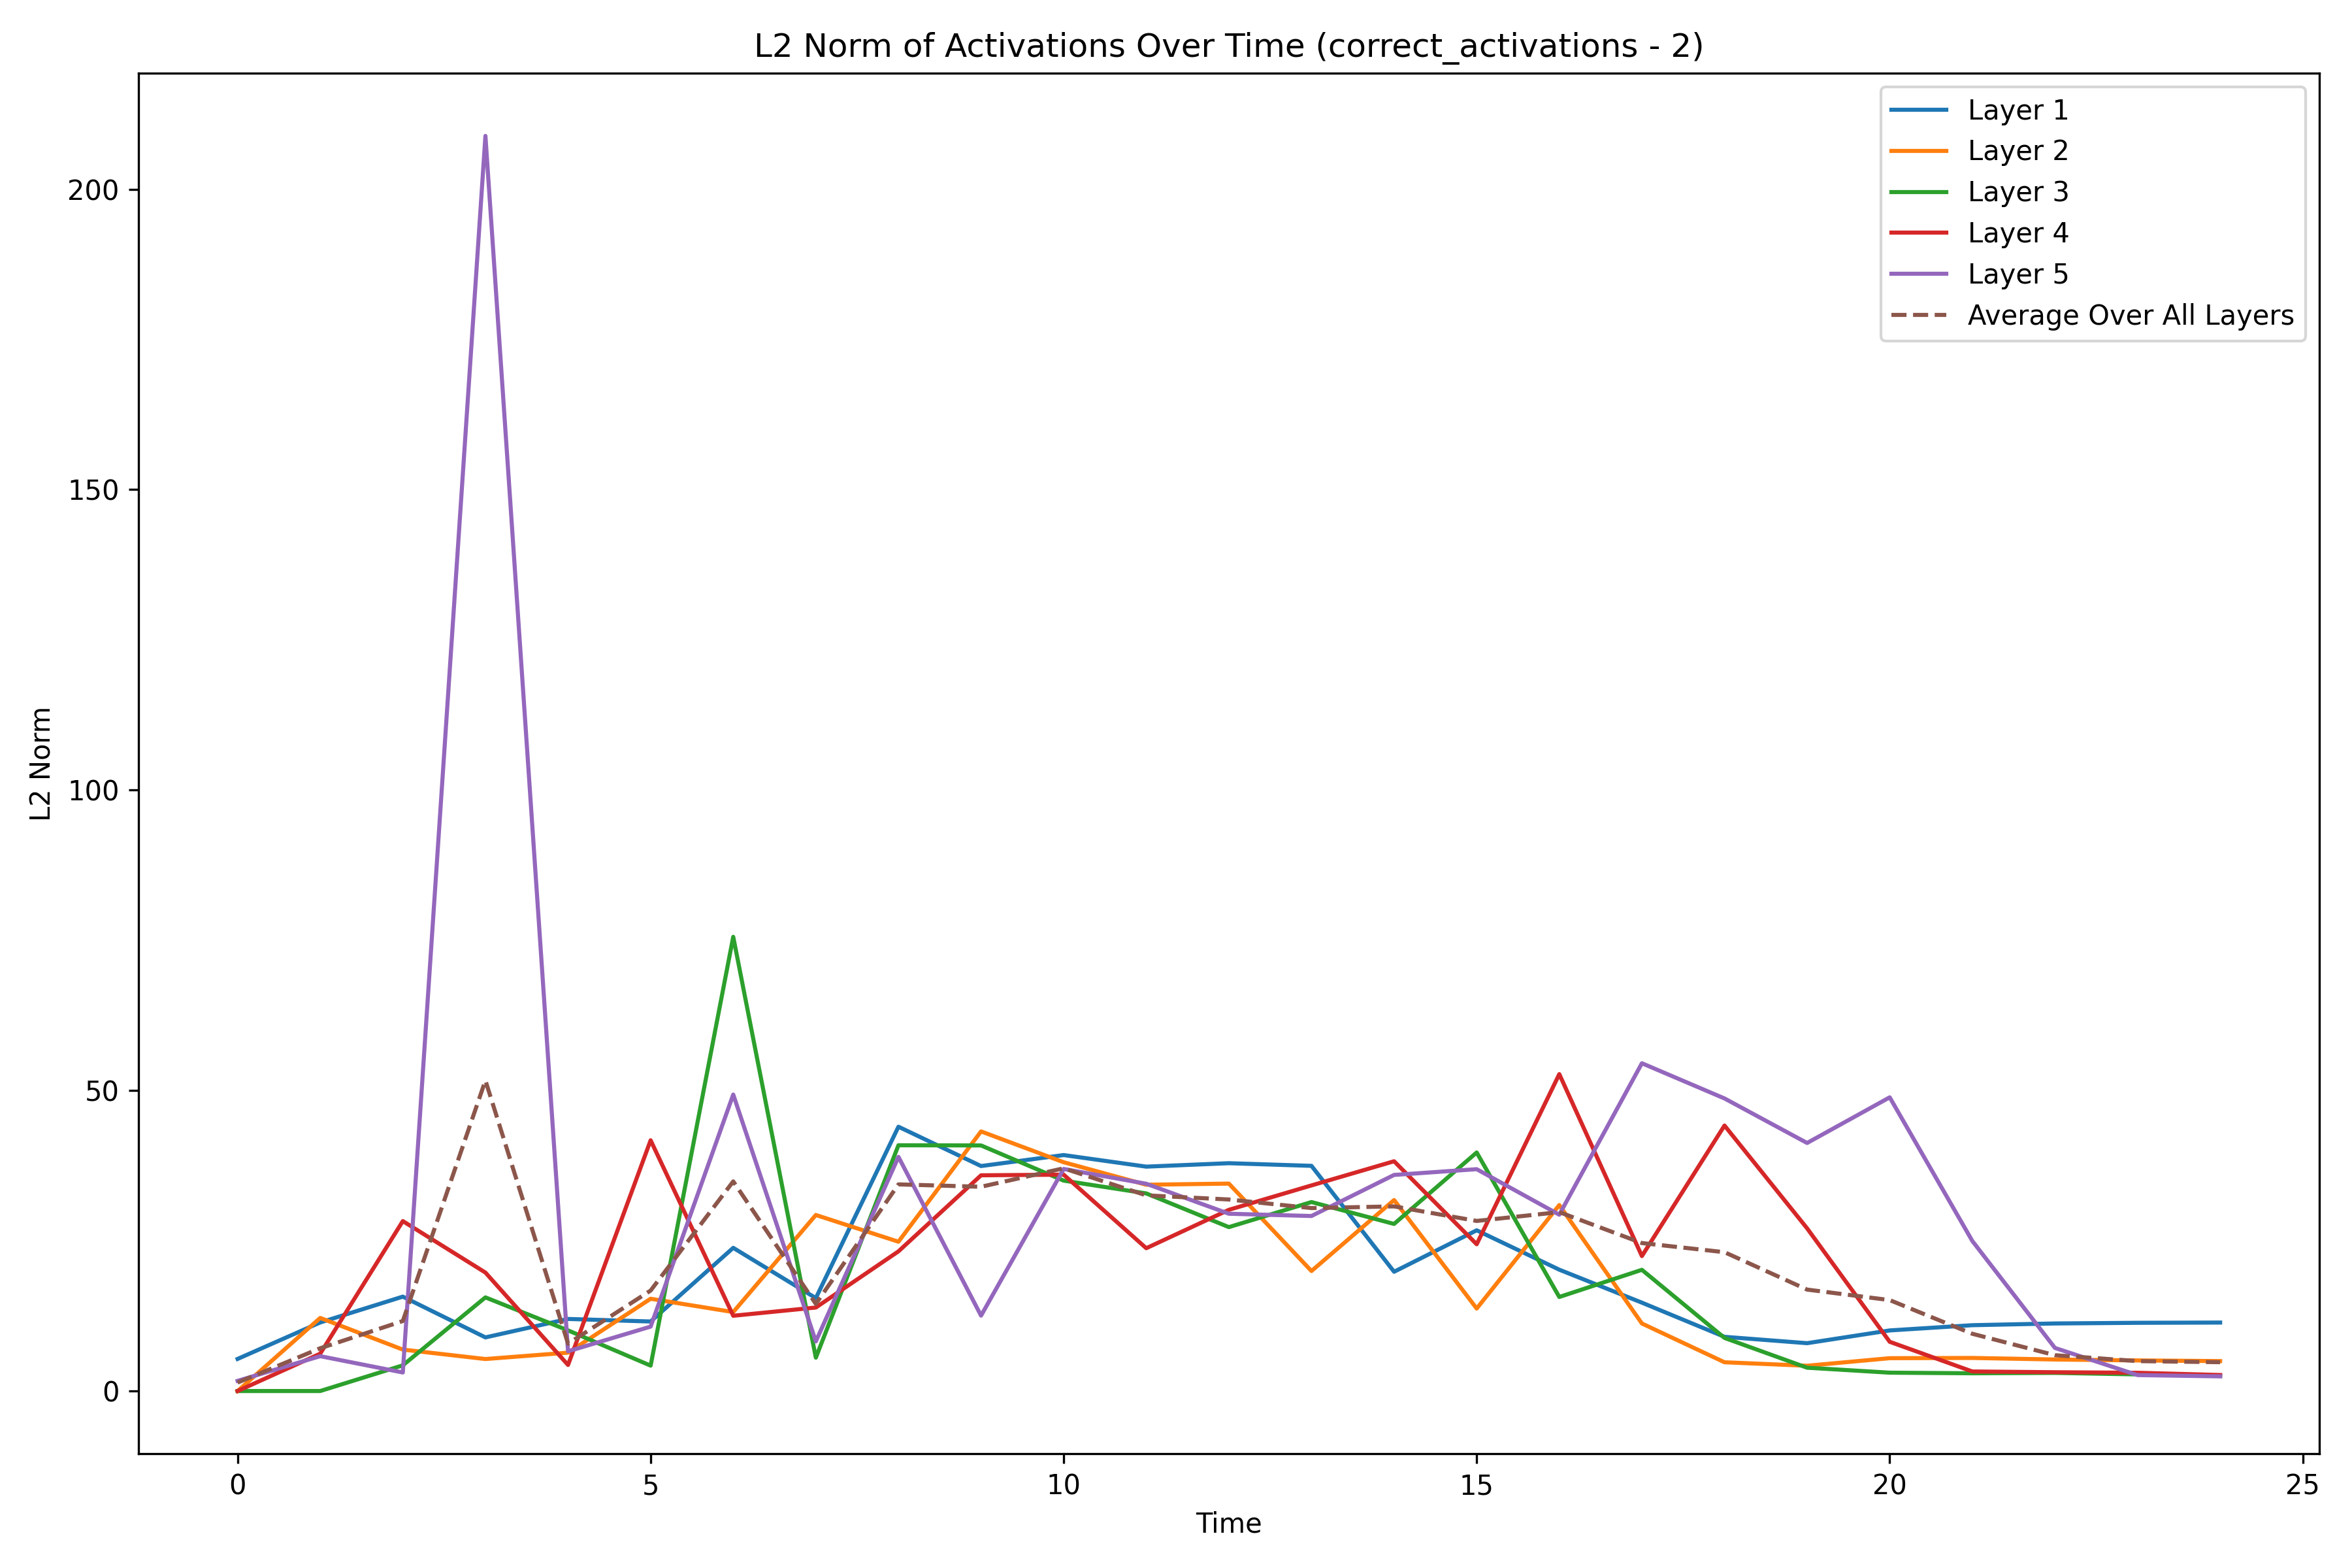 L2 Norm of Activations Over Time (correct_activations - 2)
Layer 1
Layer 2
Layer 3
Layer 4
Layer 5
Average Over All Layers
200
150
100
50
0
L2 Norm
0 5 10 15 20 25
Time